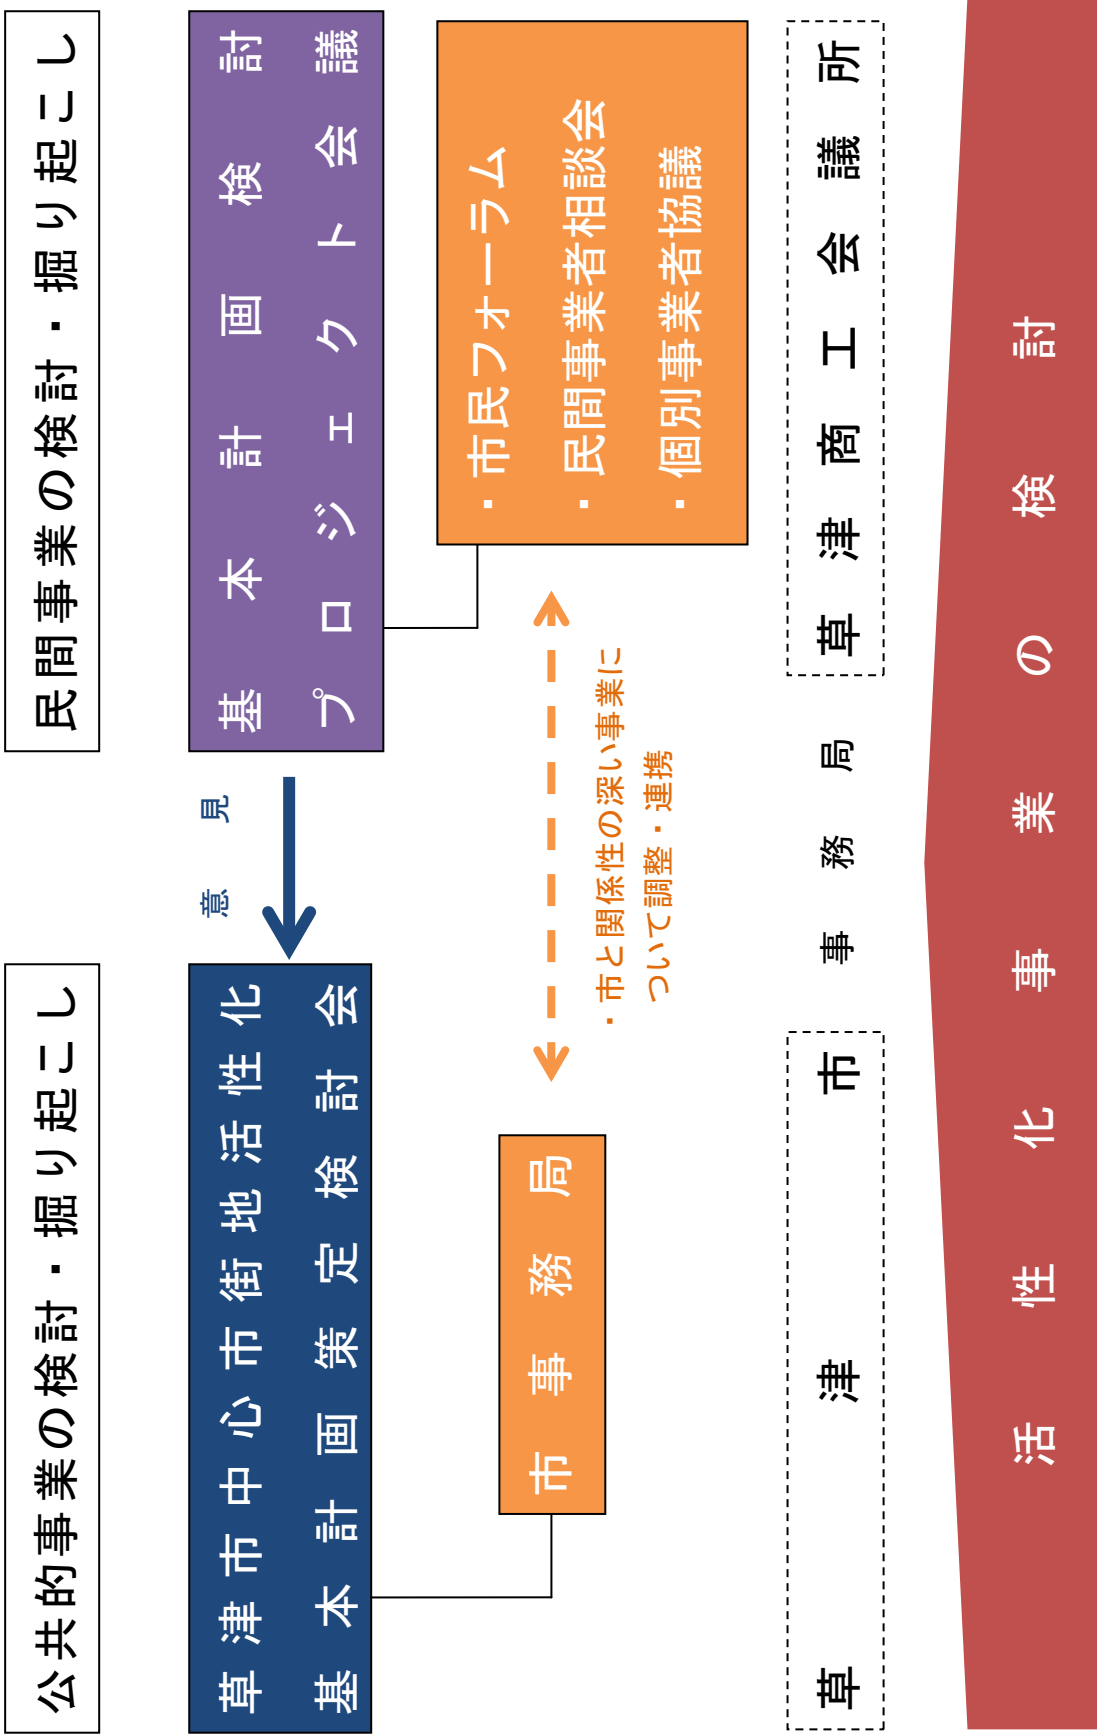 公共的事業の検討・掘り起こし
民間事業の検討・掘り起こし
草津市中心市街地活性化
基本計画策定検討会
意見
基本計画検討
プロジェクト会議
市事務局
・市民フォーラム
・民間事業者相談会
・個別事業者協議
・市と関係性の深い事業に
ついて調整・連携
草津市
事務局
草津商工会議所
活性化事業の検討